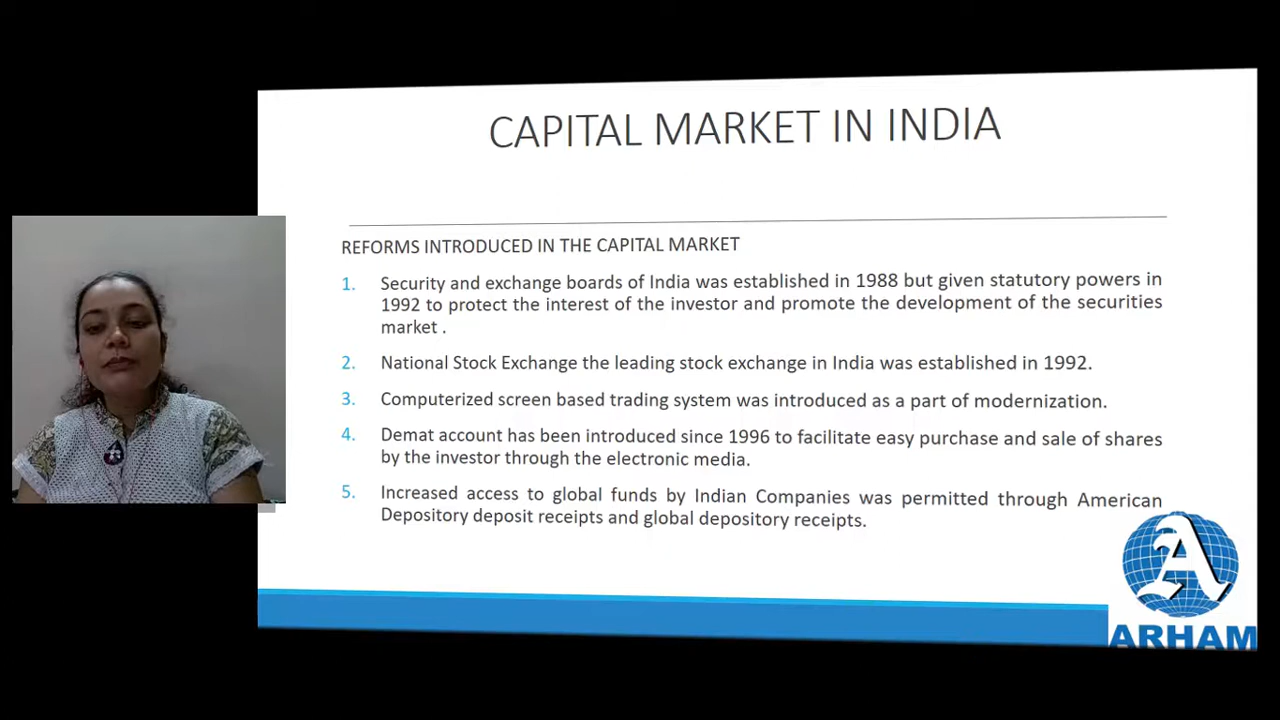 CAPITAL MARKET IN INDIA
REFORMS INTRODUCED IN THE CAPITAL MARKET
1. Security and exchange boards of India was established in 1988 but given statutory powers in
1992 to protect the interest of the investor and promote the development of the securities
market .
2. National Stock Exchange the leading stock exchange in India was established in 1992.
3. Computerized screen based trading system was introduced as a part of modernization.
4. Demat account has been introduced since 1996 to facilitate easy purchase and sale of shares
by the investor through the electronic media.
5. Increased access to global funds by Indian Companies was permitted through American
Depository deposit receipts and global depository receipts.
A
ARHAM